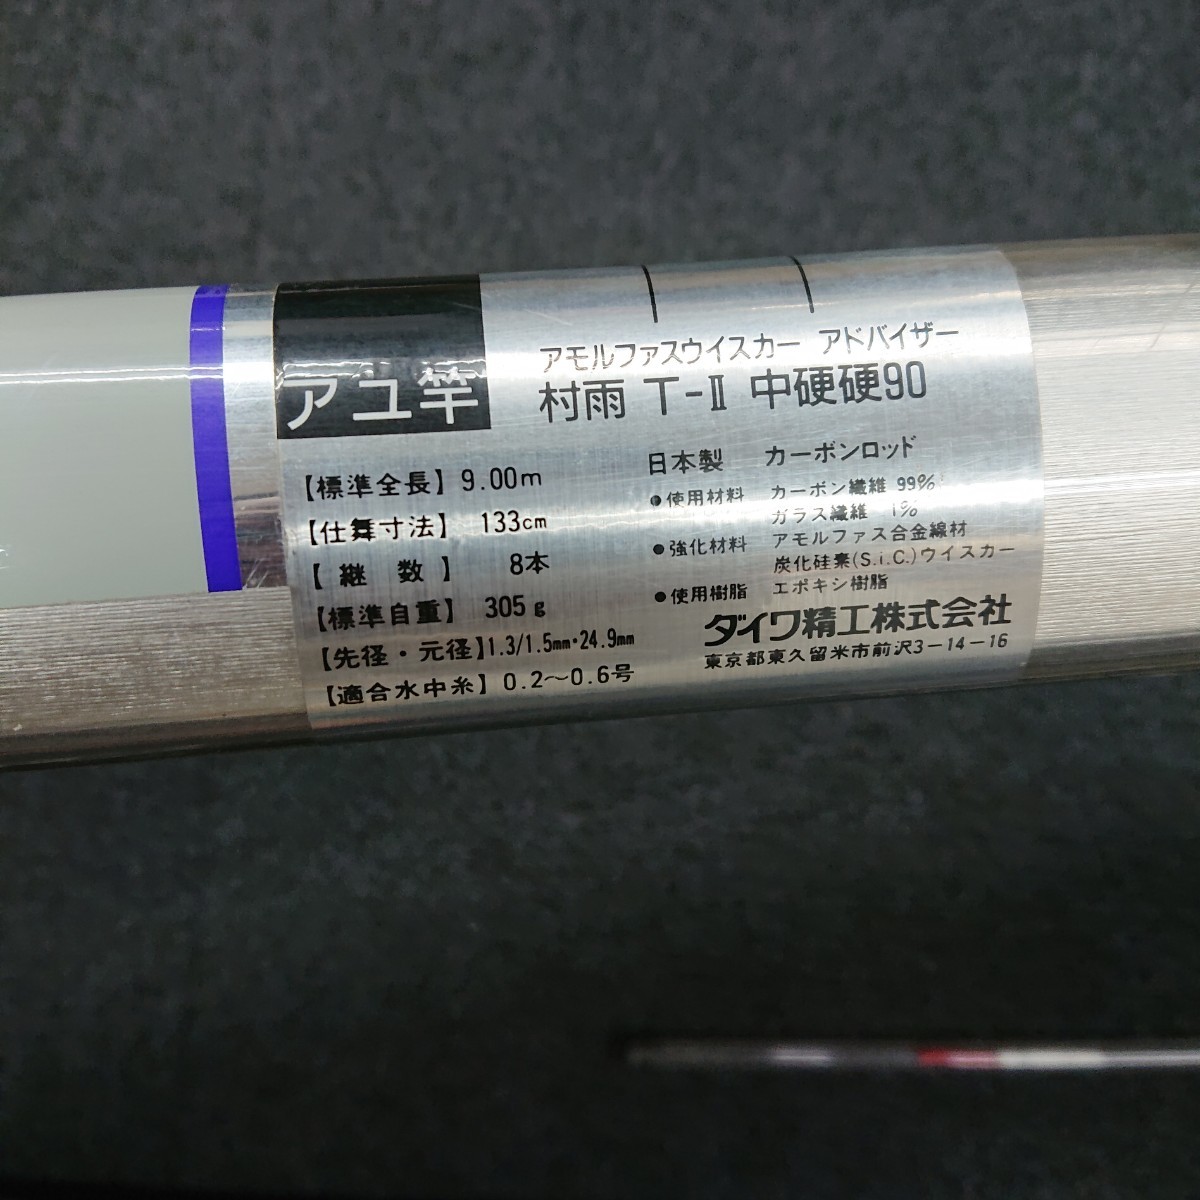 アユ竿
アモルファスウイスカー アドバイザー
村雨 T-Ⅱ 中硬硬90
【標準全長】 9.00m
【仕舞寸法】 133cm
【継数】 8本
【標準自重】 305g
【先径・元径】1.3/1.5mm・24.9mm
【適合水中糸】 0.2〜0.6号
日本製 カーボンロッド
●使用材料 カーボン繊維 99%
ガラス繊維 1%
●強化材料 アモルファス合金線材
炭化硅素(S.i.C.)ウイスカー
●使用樹脂 エポキシ樹脂
ダイワ精工株式会社
東京都東久留米市前沢3-14-16